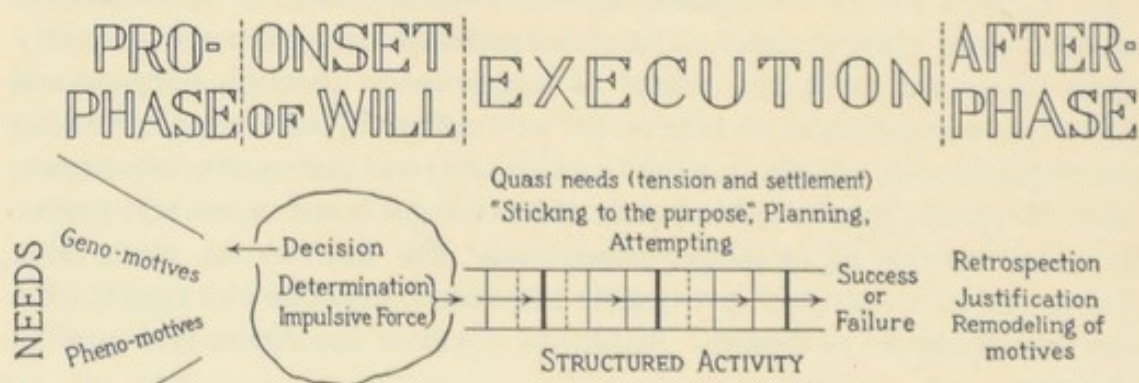 PRO-PHASE
ONSET OF WILL
EXECUTION
AFTER-PHASE
NEEDS
Geno-motives
Pheno-motives
Decision
Determination}
Impulsive Force}
Quasi needs (tension and settlement)
"Sticking to the purpose," Planning,
Attempting
STRUCTURED ACTIVITY
Success
or
Failure
Retrospection
Justification
Remodeling of
motives